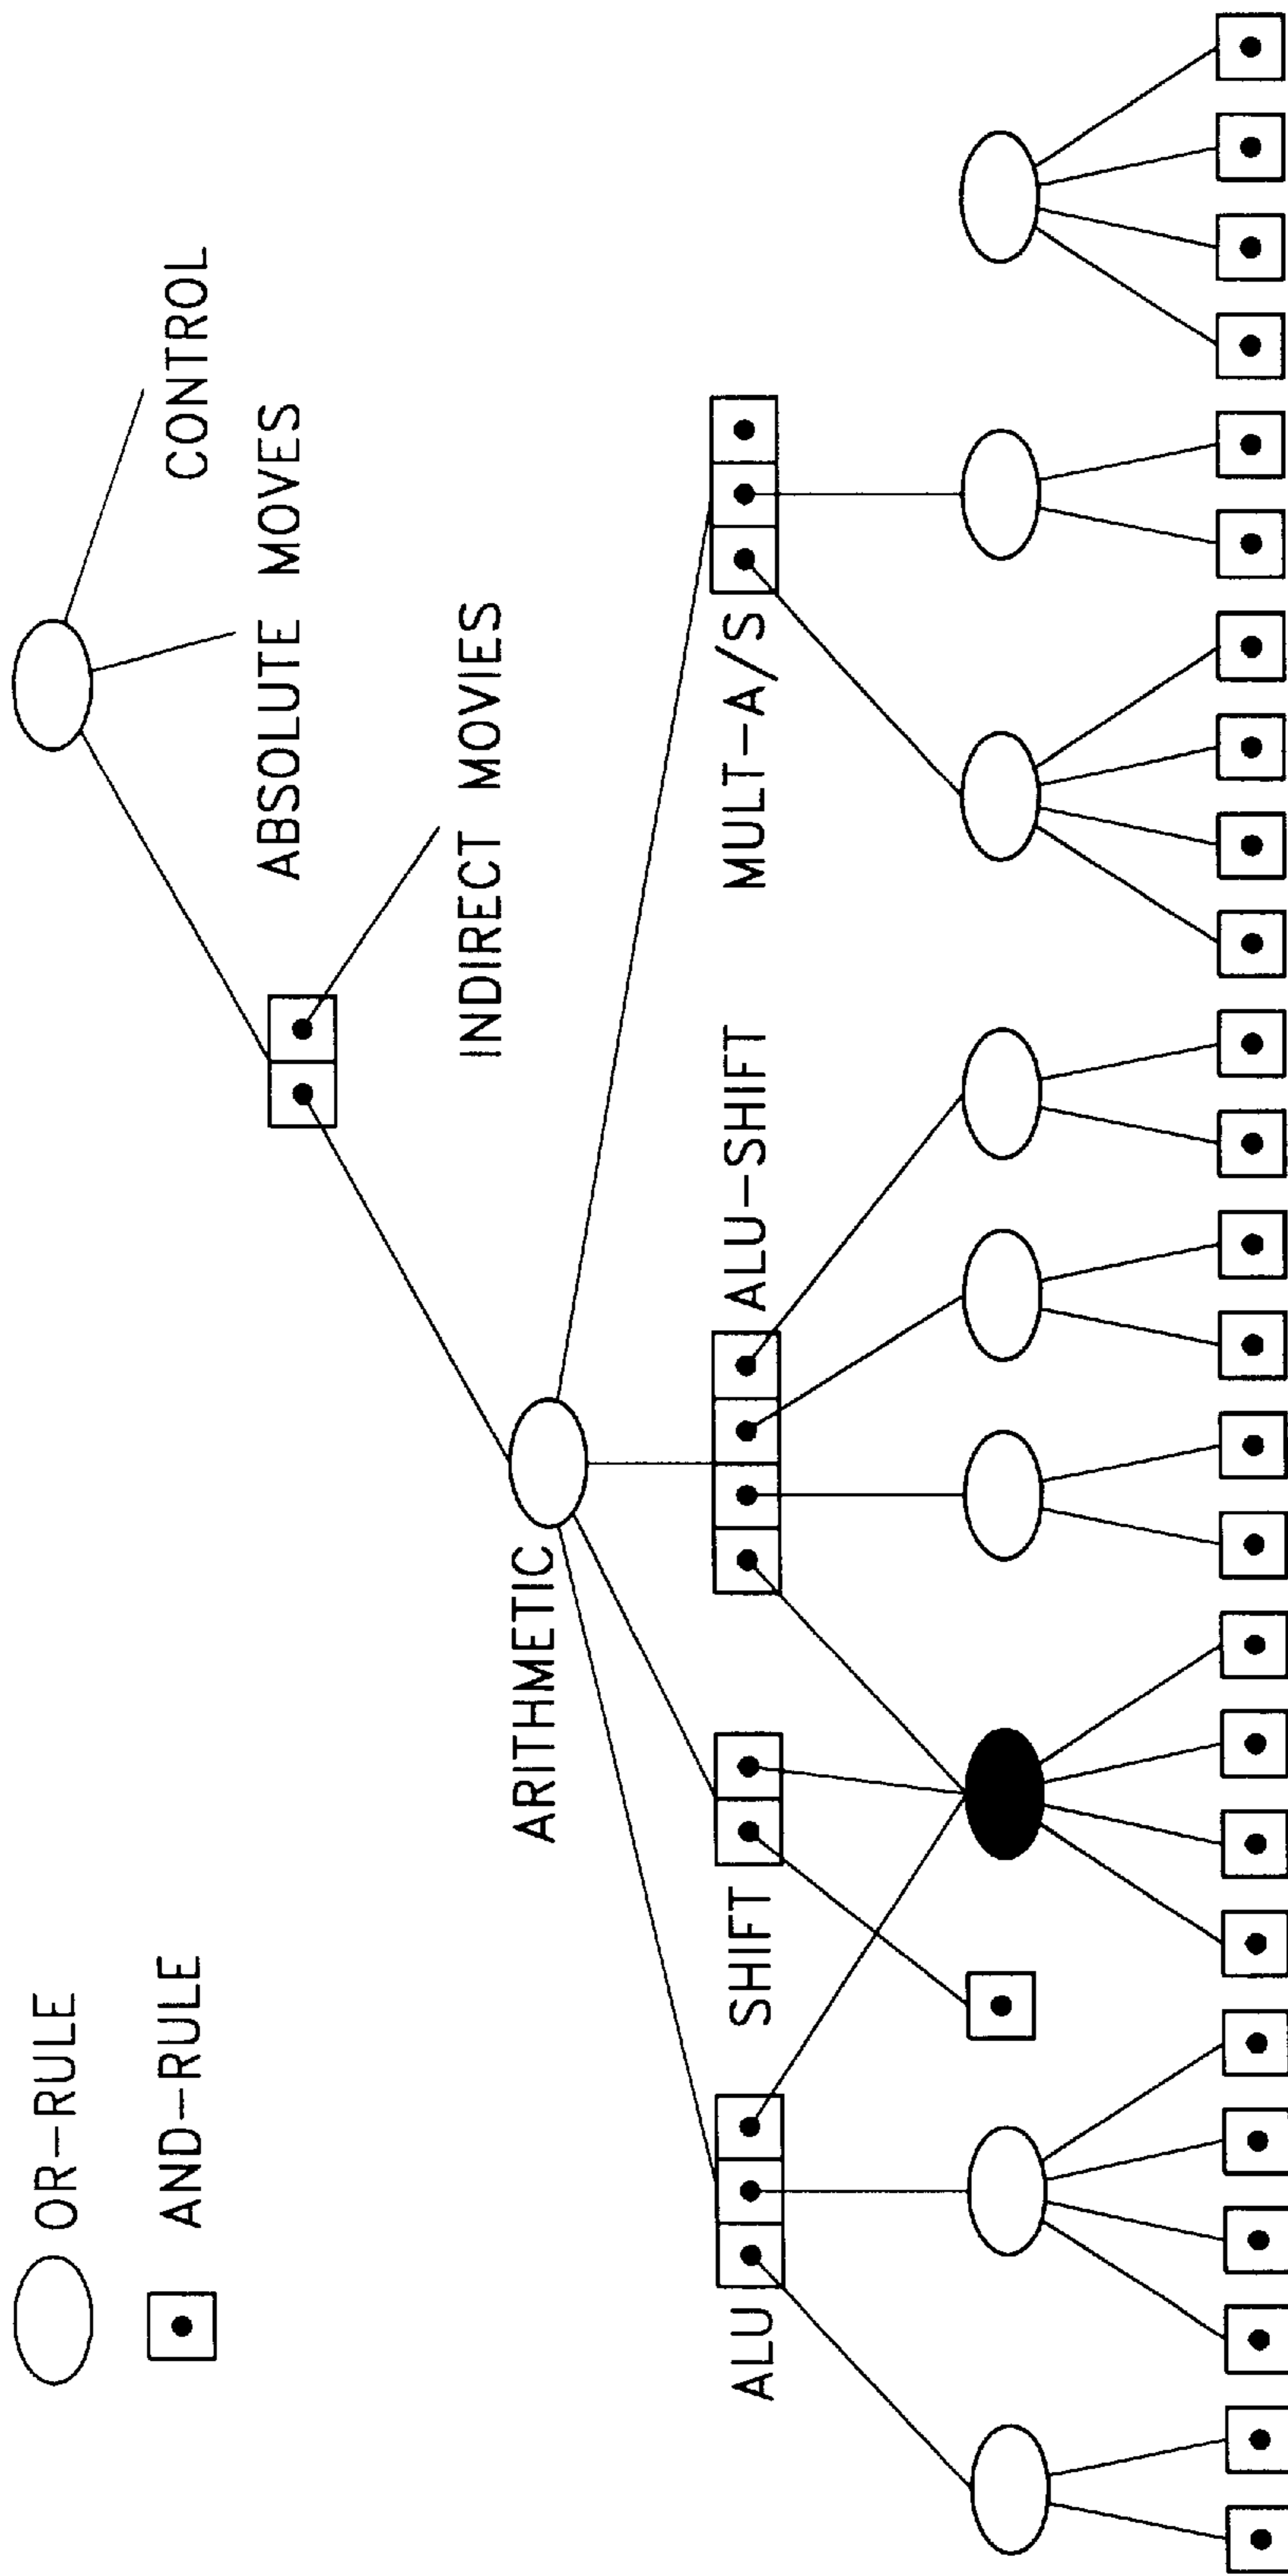 OR-RULE
AND-RULE
CONTROL
ABSOLUTE MOVES
INDIRECT MOVIES
ARITHMETIC
ALU
SHIFT
ALU-SHIFT
MULT-A/S